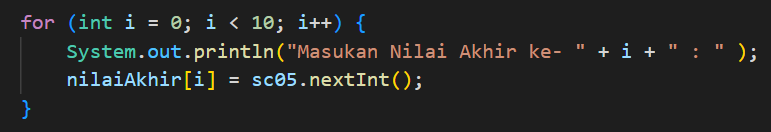 for (int i = 0; i < 10; i++) {
    System.out.println("Masukan Nilai Akhir ke- " + i + " : " );
    nilaiAkhir[i] = sc05.nextInt();
}